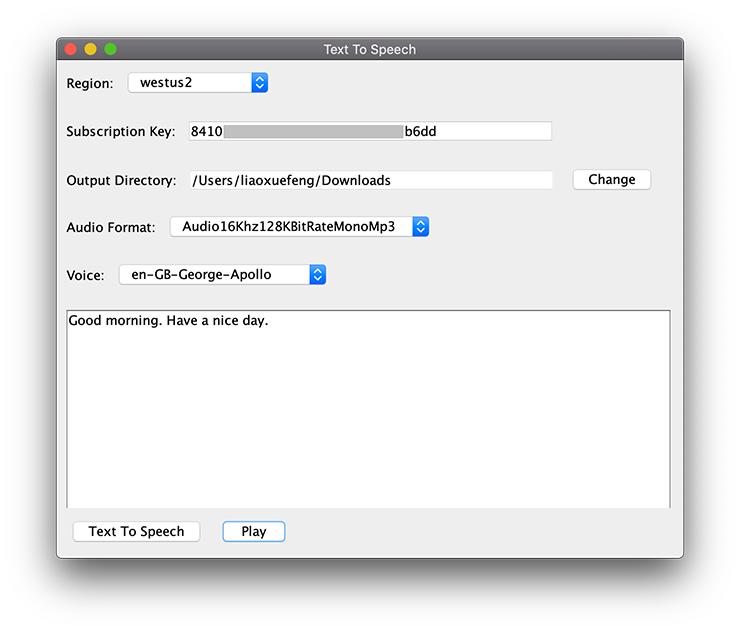 Text To Speech
Region: westus2
Subscription Key: 8410 b6dd
Output Directory: /Users/liaoxuefeng/Downloads Change
Audio Format: Audio16Khz128KBitRateMonoMp3
Voice: en-GB-George-Apollo
Good morning. Have a nice day.
Text To Speech Play